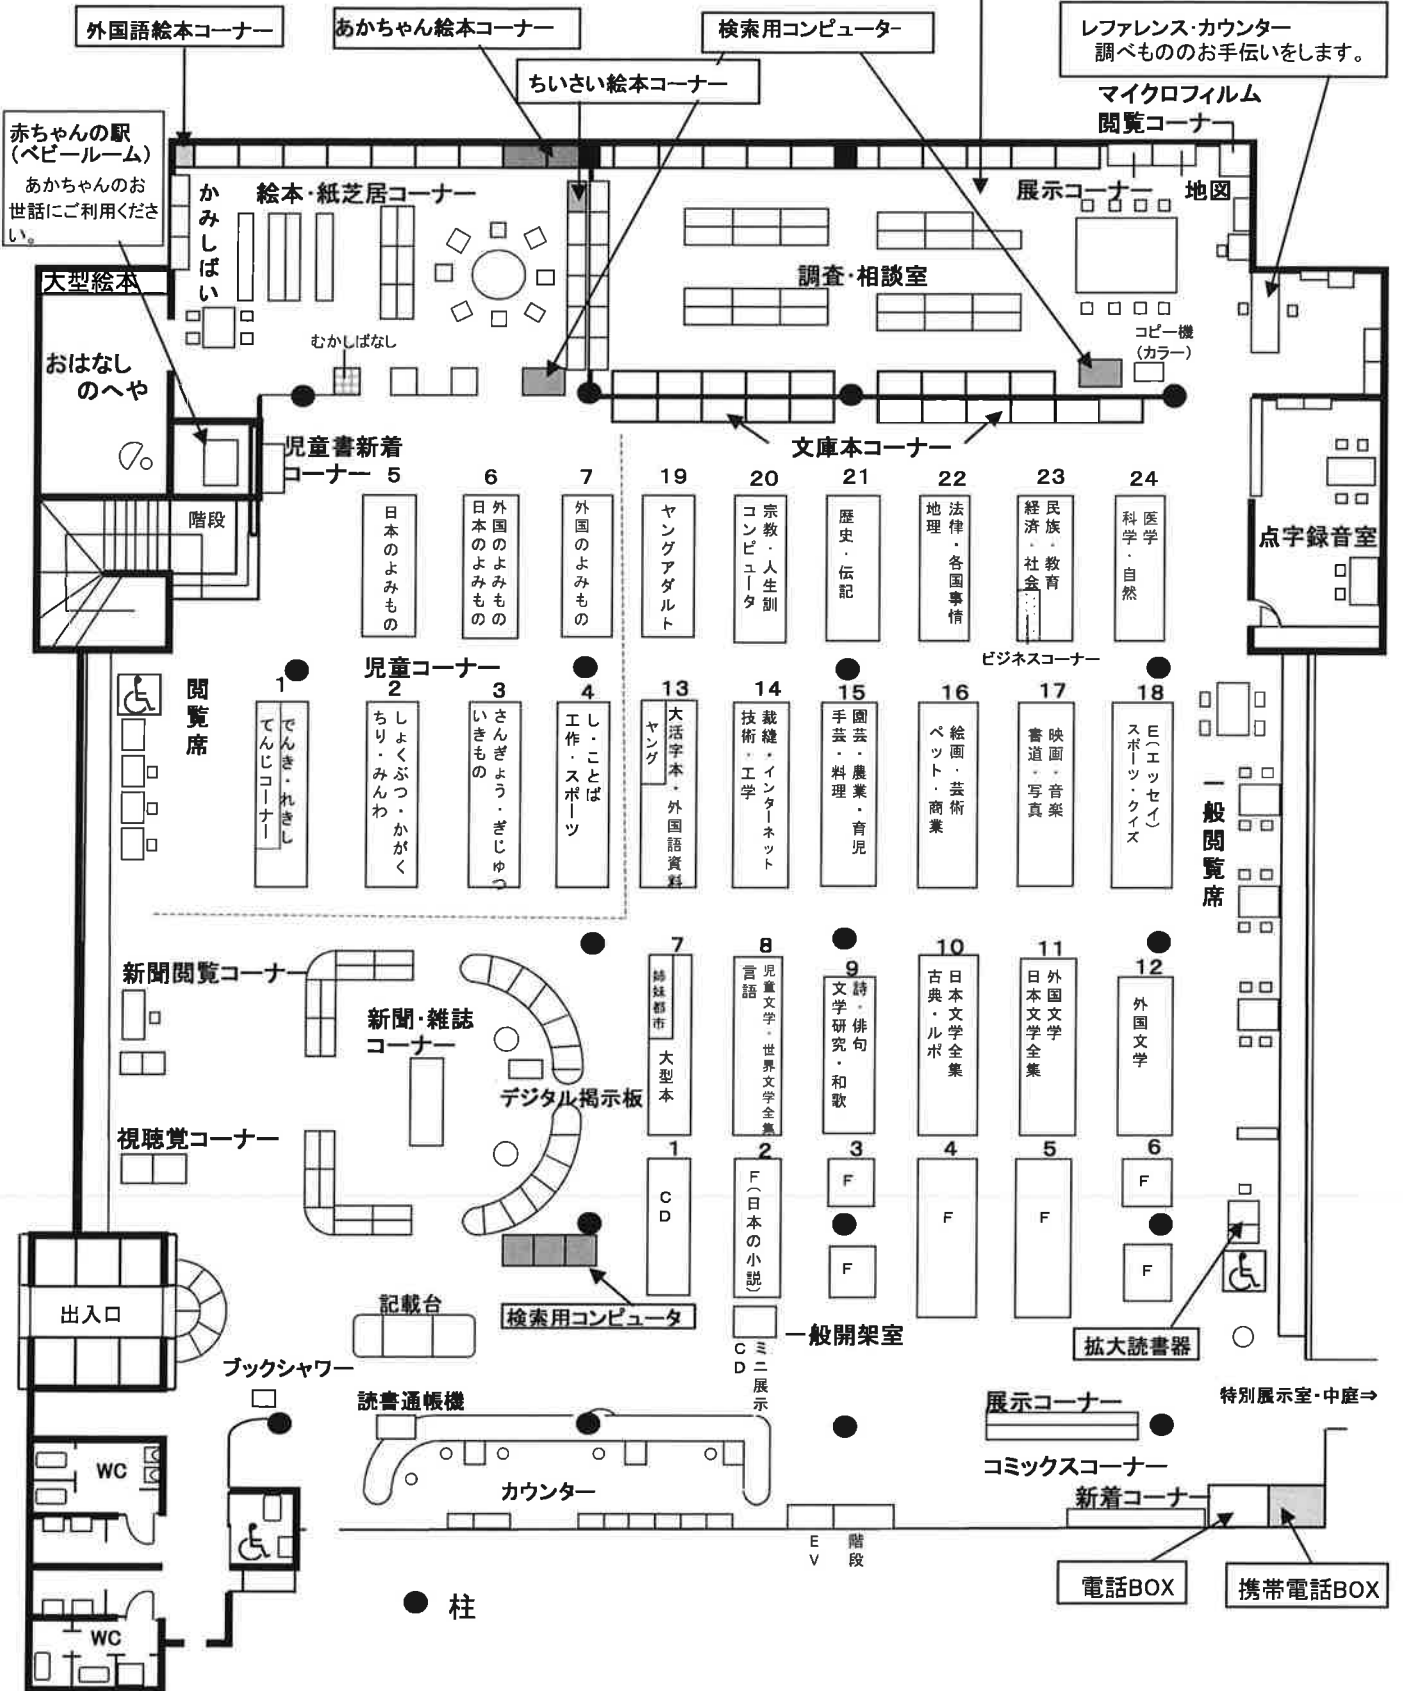 外国語絵本コーナー
あかちゃん絵本コーナー
検索用コンピューター
ちいさい絵本コーナー
レファレンス・カウンター
調べもののお手伝いをします。
マイクロフィルム
閲覧コーナー
赤ちゃんの駅
(ベビールーム)
あかちゃんのお
世話にご利用くださ
い。
かみしばい
絵本・紙芝居コーナー
展示コーナー
地図
大型絵本
調査・相談室
おはなし
のへや
むかしばなし
コピー機
(カラー)
文庫本コーナー
児童書新着
コーナー
階段
点字録音室
5
日本のよみもの
6
外国のよみもの
日本のよみもの
7
外国のよみもの
19
ヤングアダルト
20
宗教・人生訓
コンピュータ
21
歴史・伝記
22
法律・各国事情
地理
23
民族・教育
経済・社会
24
医学
科学・自然
ビジネスコーナー
児童コーナー
閲覧席
1
でんき・れきし
てんじコーナー
2
しょくぶつ・かがく
ちり・みんわ
3
さんぎょう・ぎじゅつ
いきもの
4
し・ことば
工作・スポーツ
13
大活字本・外国語資料
ヤング
14
裁縫・インターネット
技術・工学
15
園芸・農業・育児
手芸・料理
16
絵画・芸術
ペット・商業
17
映画・音楽
書道・写真
18
E(エッセイ)
スポーツ・クイズ
一般閲覧席
新聞閲覧コーナー
新聞・雑誌
コーナー
デジタル掲示板
視聴覚コーナー
7
姉妹都市
大型本
8
児童文学・世界文学全集
言語
9
詩・俳句
文学研究・和歌
10
日本文学全集
古典・ルポ
11
外国文学
日本文学全集
12
外国文学
1
CD
2
F(日本の小説)
3
F
F
4
F
5
F
6
F
F
出入口
記載台
検索用コンピュータ
一般開架室
ミニ展示
CD
拡大読書器
ブックシャワー
読書通帳機
展示コーナー
特別展示室・中庭⇒
コミックスコーナー
新着コーナー
カウンター
WC
EV
階段
電話BOX
携帯電話BOX
柱
WC